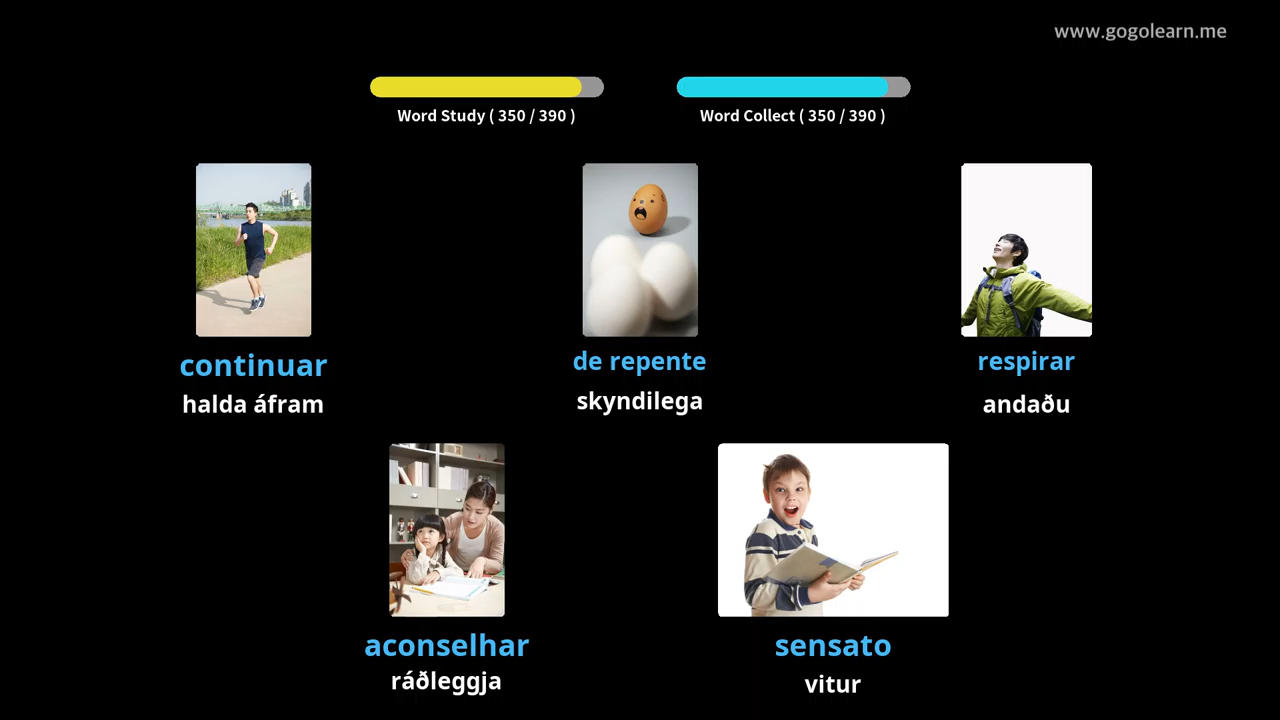 www.gogolearn.me
Word Study ( 350 / 390 )
Word Collect ( 350 / 390 )
continuar
halda áfram
de repente
skyndilega
respirar
andaðu
aconselhar
ráðleggja
sensato
vitur